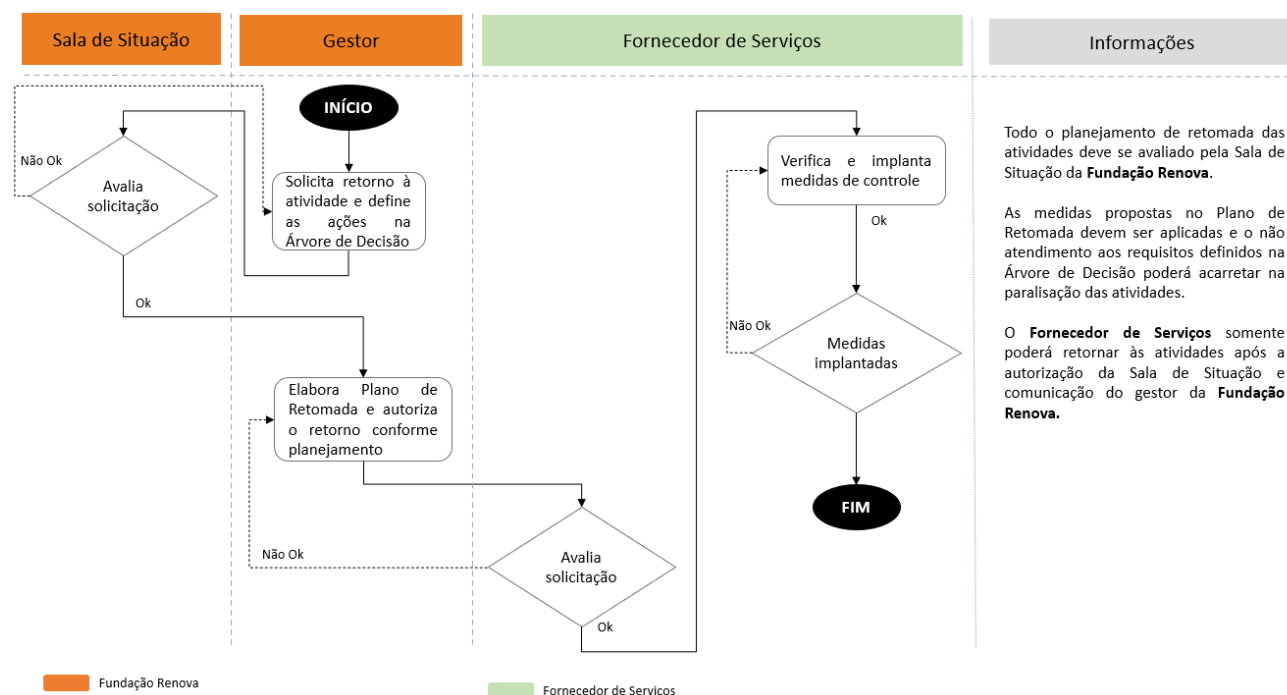 Sala de Situação
Gestor
Fornecedor de Serviços
Informações
INÍCIO
Não Ok
Avalia
solicitação
Solicita retorno à
atividade e define
as ações na
Árvore de Decisão
Ok
Elabora Plano de
Retomada e autoriza
o retorno conforme
planejamento
Não Ok
Avalia
solicitação
Ok
Verifica e implanta
medidas de controle
Ok
Não Ok
Medidas
implantadas
FIM
Todo o planejamento de retomada das
atividades deve se avaliado pela Sala de
Situação da Fundação Renova.
As medidas propostas no Plano de
Retomada devem ser aplicadas e o não
atendimento aos requisitos definidos na
Árvore de Decisão poderá acarretar na
paralisação das atividades.
O Fornecedor de Serviços somente
poderá retornar às atividades após a
autorização da Sala de Situação e
comunicação do gestor da Fundação
Renova.
Fundação Renova
Fornecedor de Serviços